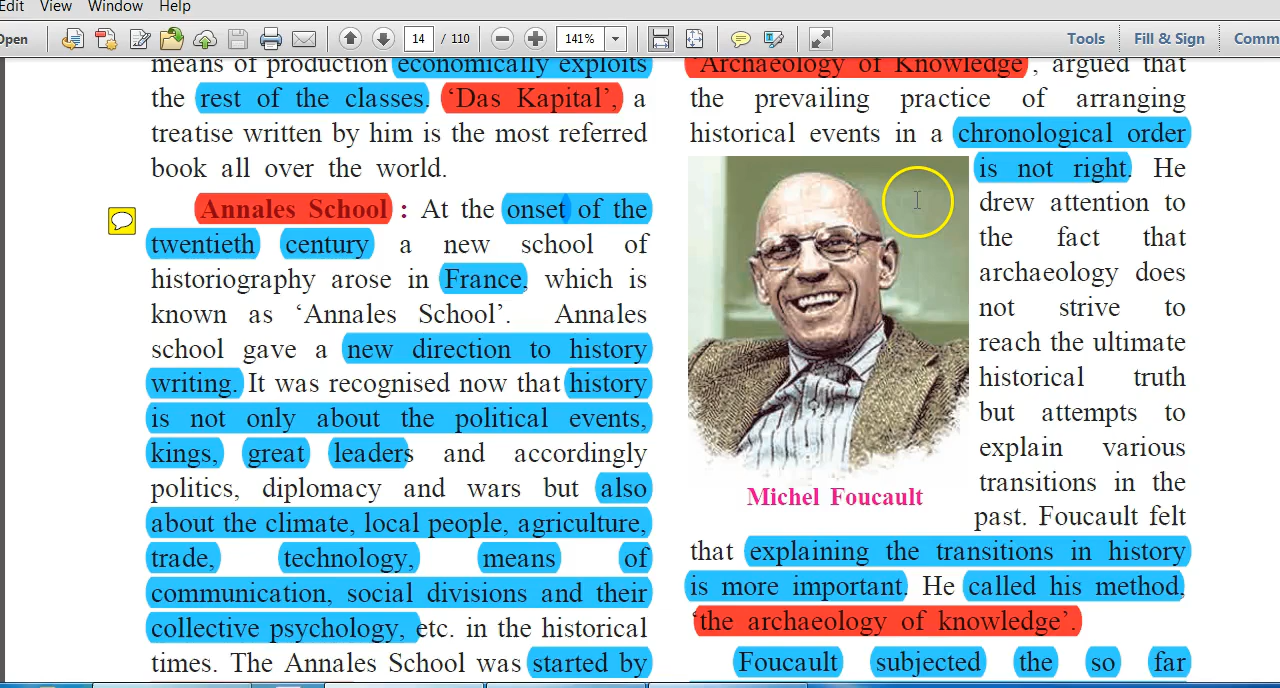 Edit View Window Help
Open 14 / 110 141% Tools Fill & Sign Comm
means of production economically exploits
the rest of the classes. ‘Das Kapital’, a
treatise written by him is the most referred
book all over the world.
Annales School : At the onset of the
twentieth century a new school of
historiography arose in France, which is
known as ‘Annales School’. Annales
school gave a new direction to history
writing. It was recognised now that history
is not only about the political events,
kings, great leaders and accordingly
politics, diplomacy and wars but also
about the climate, local people, agriculture,
trade, technology, means of
communication, social divisions and their
collective psychology, etc. in the historical
times. The Annales School was started by
‘Archaeology of Knowledge’, argued that
the prevailing practice of arranging
historical events in a chronological order
is not right. He
drew attention to
the fact that
archaeology does
not strive to
reach the ultimate
historical truth
but attempts to
explain various
transitions in the
past. Foucault felt
Michel Foucault
that explaining the transitions in history
is more important. He called his method,
‘the archaeology of knowledge’.
Foucault subjected the so far